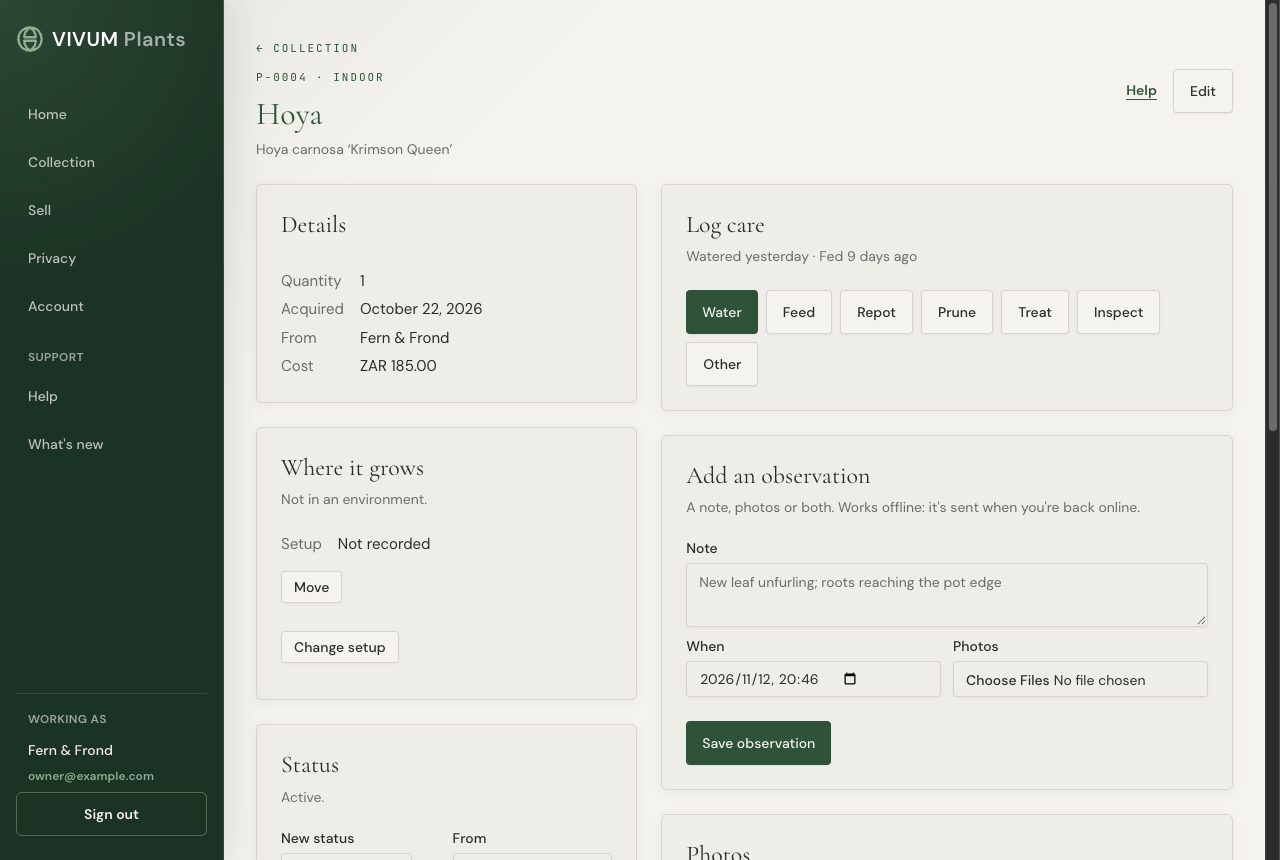 VIVUM Plants
Home
Collection
Sell
Privacy
Account
SUPPORT
Help
What's new
WORKING AS
Fern & Frond
owner@example.com
Sign out
← COLLECTION
P-0004 · INDOOR
Hoya
Hoya carnosa ‘Krimson Queen’
Help
Edit
Details
Quantity 1
Acquired October 22, 2026
From Fern & Frond
Cost ZAR 185.00
Where it grows
Not in an environment.
Setup Not recorded
Move
Change setup
Status
Active.
New status From
Log care
Watered yesterday · Fed 9 days ago
Water Feed Repot Prune Treat Inspect
Other
Add an observation
A note, photos or both. Works offline: it's sent when you're back online.
Note
New leaf unfurling; roots reaching the pot edge
When Photos
2026/11/12, 20:46 Choose Files No file chosen
Save observation
Photos